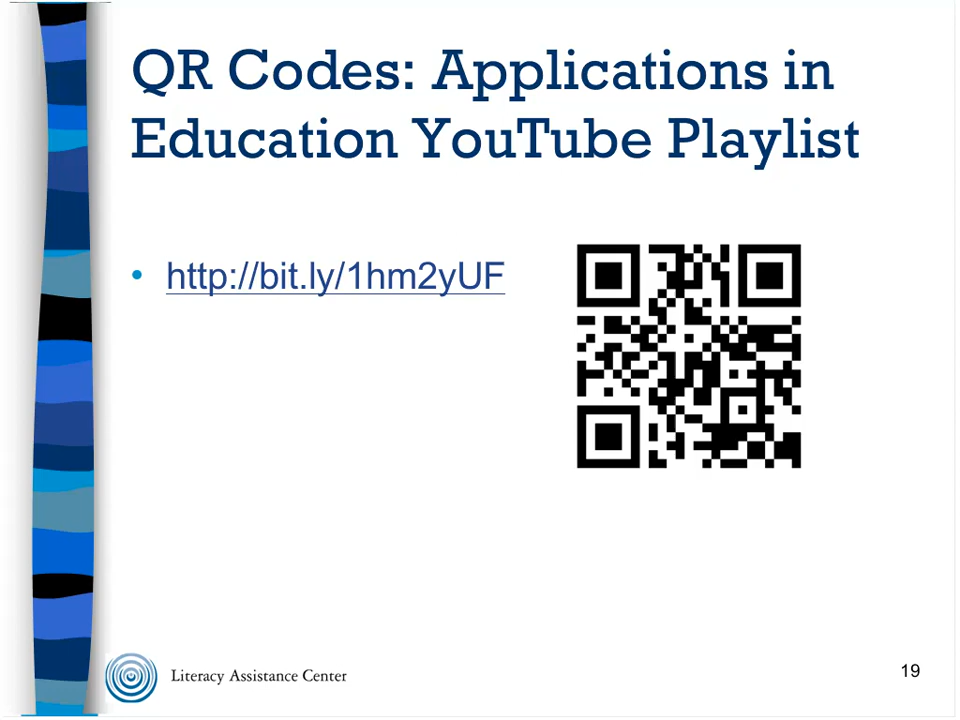 QR Codes: Applications in
Education YouTube Playlist
• http://bit.ly/1hm2yUF
Literacy Assistance Center
19